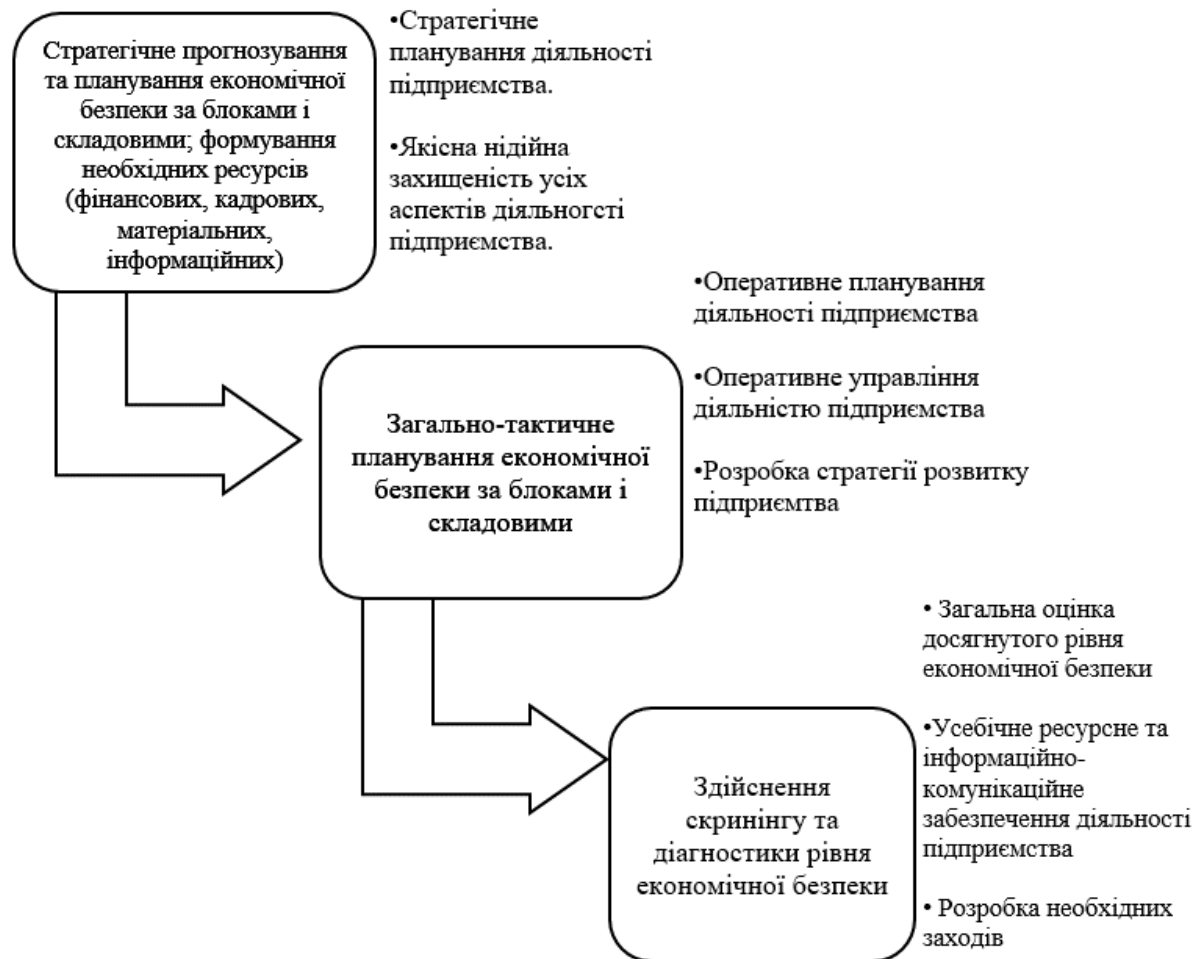 Стратегічне прогнозування
та планування економічної
безпеки за блоками і
складовими; формування
необхідних ресурсів
(фінансових, кадрових,
матеріальних,
інформаційних)
•Стратегічне
планування діяльності
підприємства.
•Якісна нідійна
захищеність усіх
аспектів діяльногсті
підприємства.
Загально-тактичне
планування економічної
безпеки за блоками і
складовими
•Оперативне планування
діяльності підприємства
•Оперативне управління
діяльністю підприємства
•Розробка стратегії розвитку
підприємтва
Здійснення
скринінгу та
діагностики рівня
економічної безпеки
• Загальна оцінка
досягнутого рівня
економічної безпеки
•Усебічне ресурсне та
інформаційно-
комунікаційне
забезпечення діяльності
підприємства
• Розробка необхідних
заходів